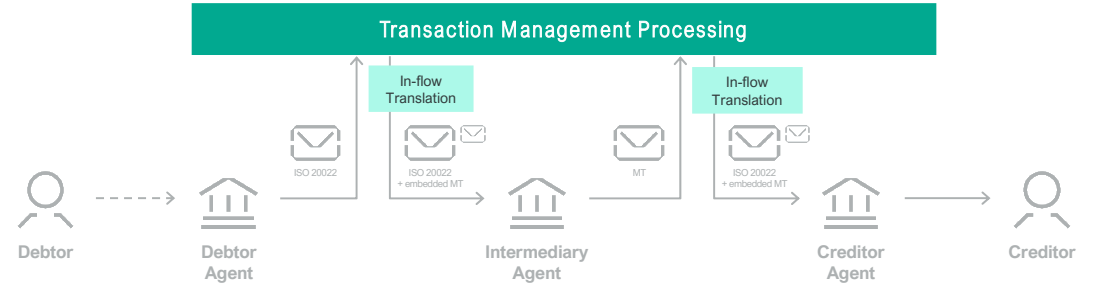 Transaction Management Processing
In-flow
Translation
In-flow
Translation
ISO 20022
ISO 20022
+ embedded MT
MT
ISO 20022
+ embedded MT
Debtor
Debtor
Agent
Intermediary
Agent
Creditor
Agent
Creditor